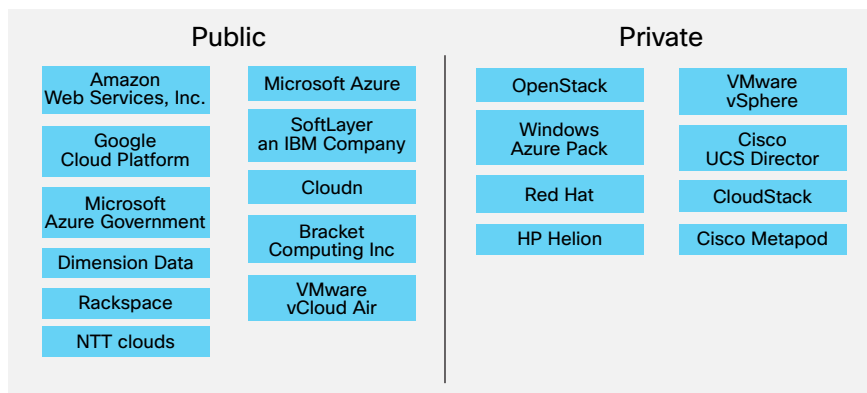 Public
Amazon
Web Services, Inc.
Google
Cloud Platform
Microsoft
Azure Government
Dimension Data
Rackspace
NTT clouds
Microsoft Azure
SoftLayer
an IBM Company
Cloudn
Bracket
Computing Inc
VMware
vCloud Air
Private
OpenStack
Windows
Azure Pack
Red Hat
HP Helion
VMware
vSphere
Cisco
UCS Director
CloudStack
Cisco Metapod